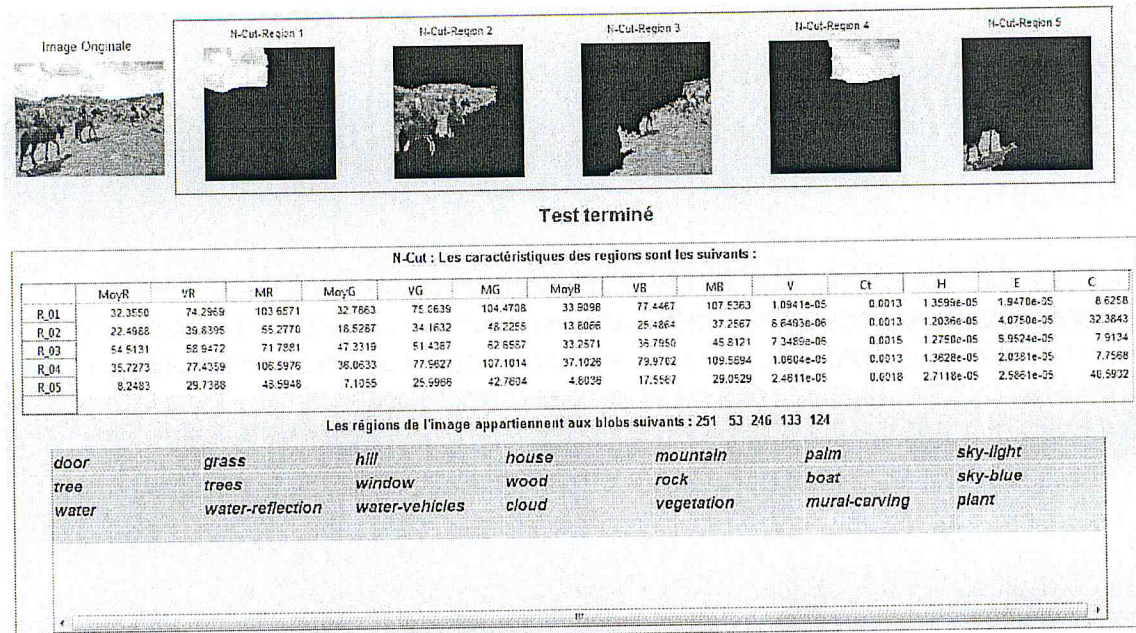 Image Originale
N-Cut-Region 1
N-Cut-Region 2
N-Cut-Region 3
N-Cut-Region 4
N-Cut-Region 5
Test terminé
N-Cut : Les caractéristiques des regions sont les suivants :
MoyR VR MR MoyG VG MG MoyB VB MB V Ct H E C
R_01 32.3550 74.2969 103.6571 32.7863 75.0639 104.4708 33.8098 77.4467 107.5363 1.0941e-05 0.0013 1.3599e-05 1.9470e-05 8.6258
R_02 22.4988 39.8395 55.2770 18.5267 34.1632 48.2255 13.8066 25.4864 37.2567 0.0013 1.2036e-05 4.0750e-05 32.3843
R_03 54.5131 58.9472 71.7881 47.3319 51.4387 62.6587 33.2571 36.7950 45.8121 7.3489e-05 0.0015 1.2750e-05 5.9524e-05 7.9134
R_04 35.7273 77.4359 106.5976 36.0633 77.9627 107.1014 37.1026 79.9702 109.5694 1.0604e-05 0.0013 1.3628e-05 2.0381e-05 7.7568
R_05 8.2483 29.7388 45.5948 7.1055 25.9966 42.7604 4.8036 17.5567 29.0529 2.4611e-05 0.0018 2.7118e-05 2.5861e-05 40.5932
Les régions de l'image appartiennent aux blobs suivants : 251 53 246 133 124
door grass hill house mountain palm sky-light
tree trees window wood rock boat sky-blue
water water-reflection water-vehicles cloud vegetation mural-carving plant